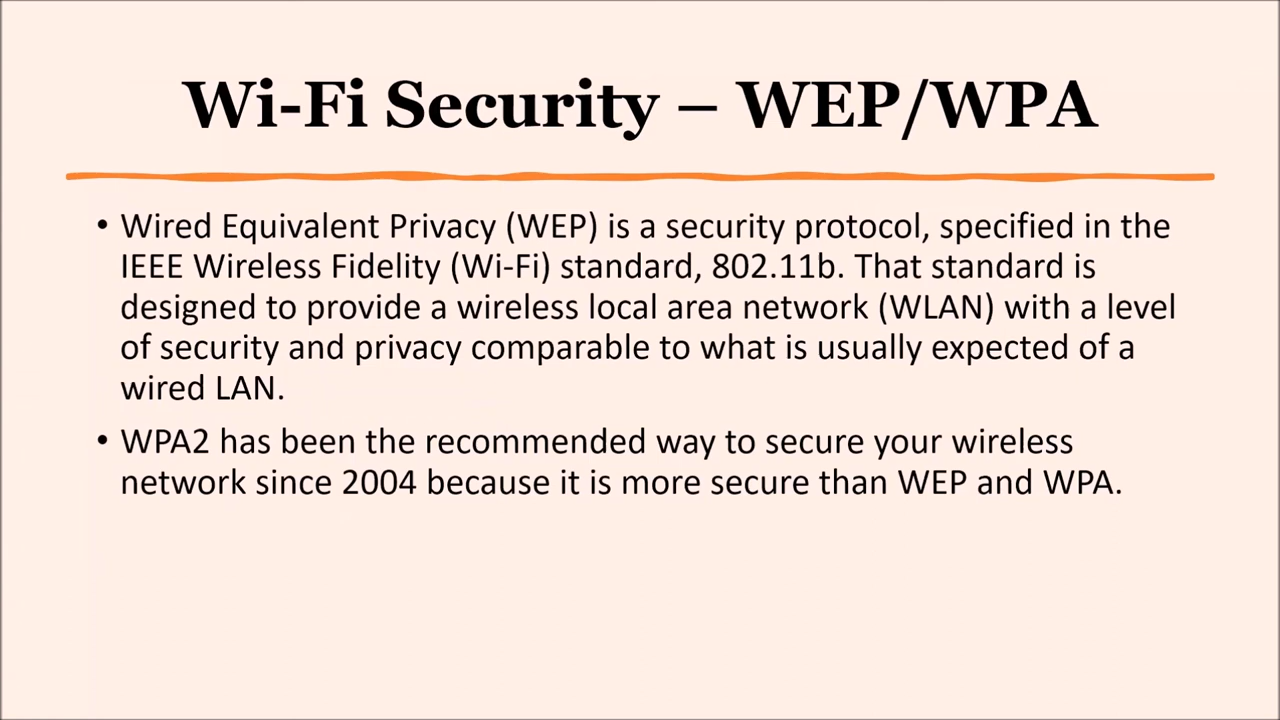 Wi-Fi Security – WEP/WPA
• Wired Equivalent Privacy (WEP) is a security protocol, specified in the
IEEE Wireless Fidelity (Wi-Fi) standard, 802.11b. That standard is
designed to provide a wireless local area network (WLAN) with a level
of security and privacy comparable to what is usually expected of a
wired LAN.
• WPA2 has been the recommended way to secure your wireless
network since 2004 because it is more secure than WEP and WPA.